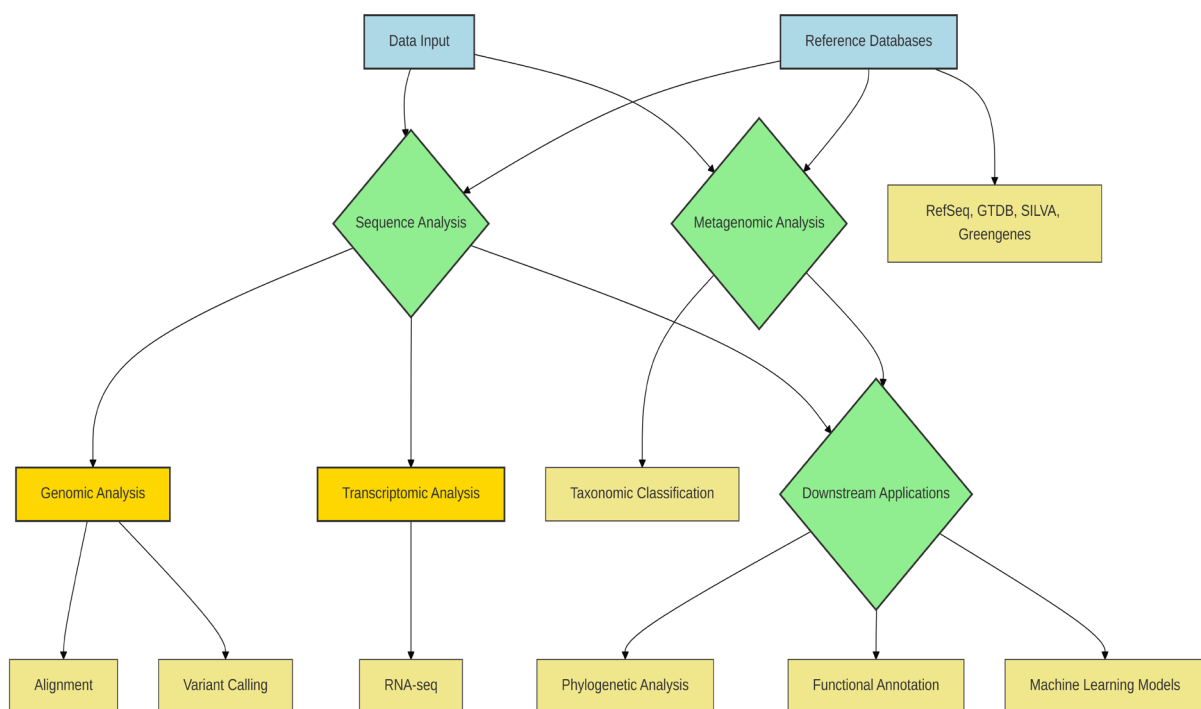 Data Input
Reference Databases
Sequence Analysis
Metagenomic Analysis
RefSeq, GTDB, SILVA,
Greengenes
Genomic Analysis
Transcriptomic Analysis
Taxonomic Classification
Downstream Applications
Alignment
Variant Calling
RNA-seq
Phylogenetic Analysis
Functional Annotation
Machine Learning Models